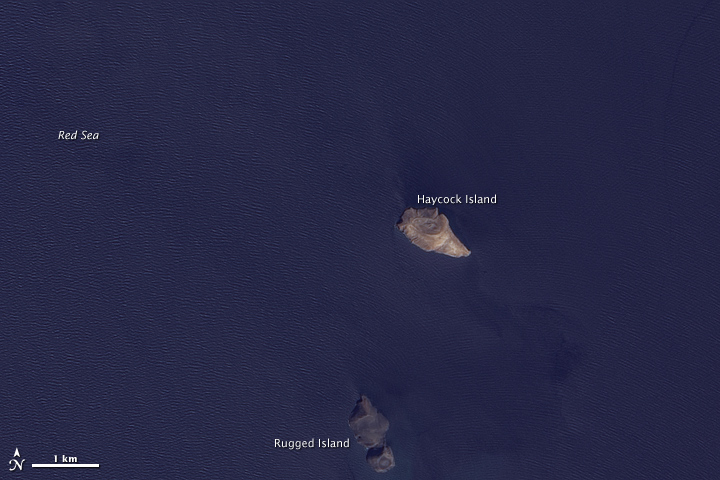 Red Sea
Haycock Island
Rugged Island
N
1 km